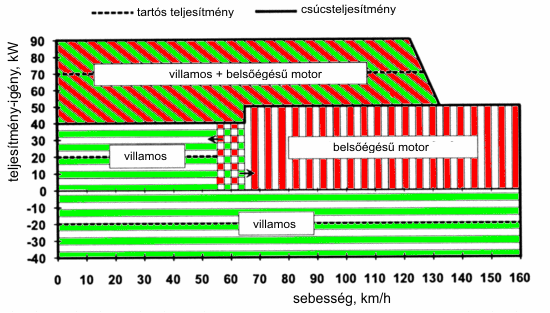 tartós teljesítmény csúcsteljesítmény
teljesítmény-igény, kW
90
80
70
60
50
40
30
20
10
0
-10
-20
-30
-40
villamos + belsőégésű motor
belsőégésű motor
villamos
villamos
0 10 20 30 40 50 60 70 80 90 100 110 120 130 140 150 160
sebesség, km/h